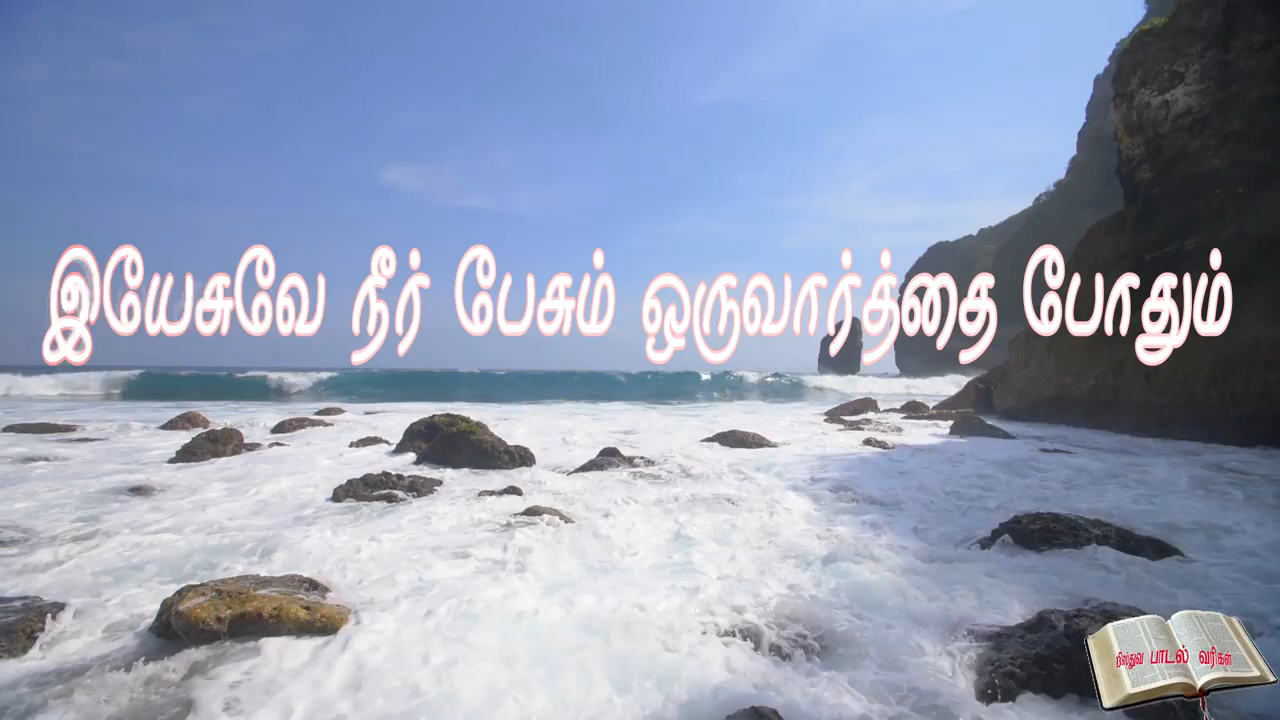 இயேசுவே நீர் பேசும் ஒருவார்த்தை போதும்
பாடல் வரிகள்